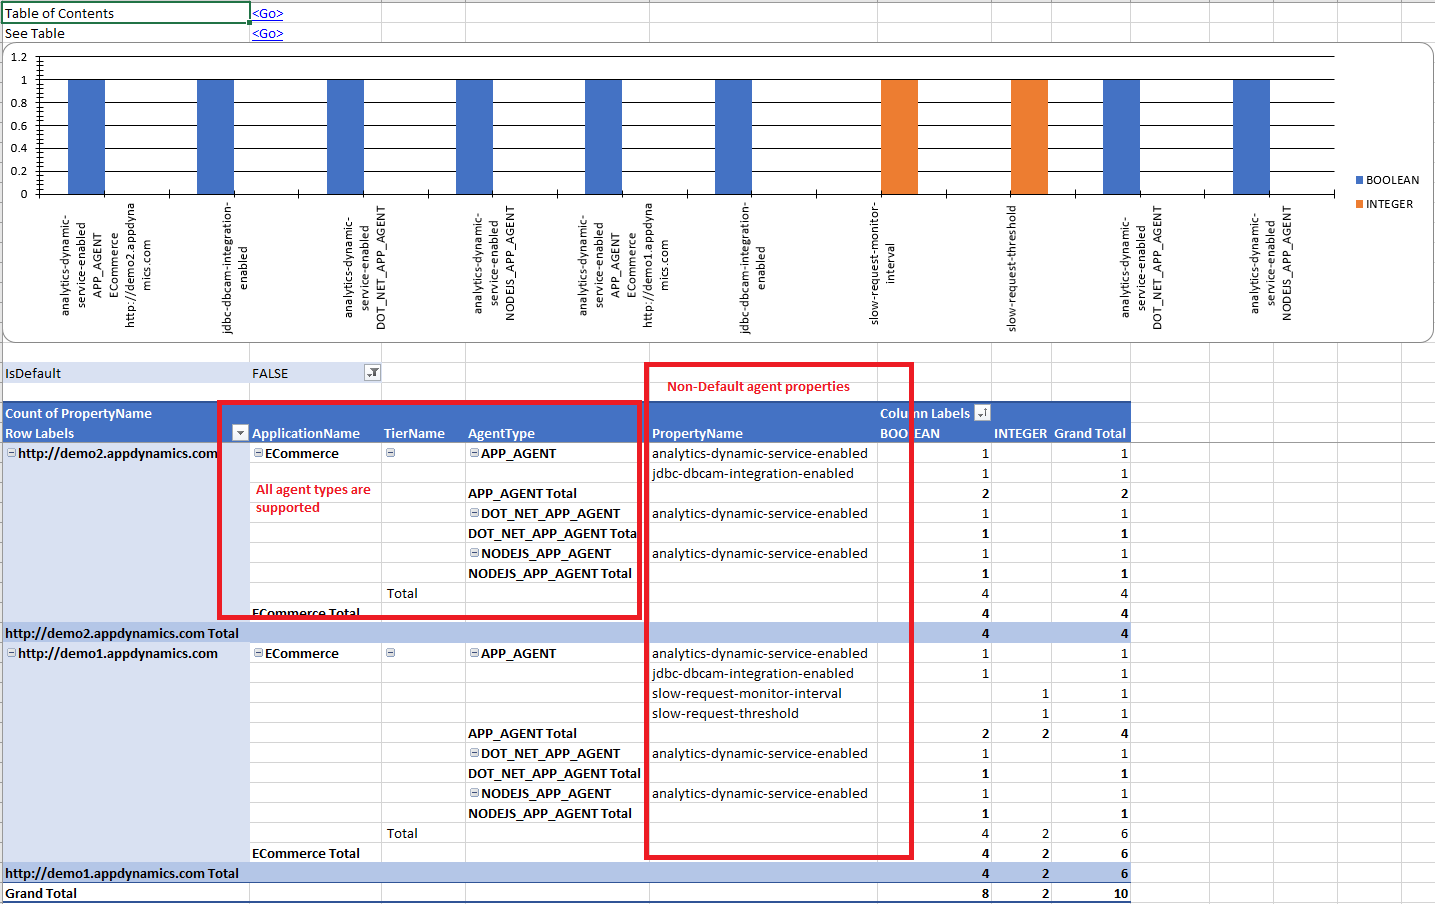 Table of Contents <Go>
See Table <Go>
1.2
1
0.8
0.6
0.4
0.2
0
BOOLEAN
INTEGER
analytics-dynamic-
service-enabled
APP_AGENT
ECommerce
http://demo2.appdyna
mics.com
jdbc-dbcam-integration-
enabled
analytics-dynamic-
service-enabled
DOT_NET_APP_AGENT
analytics-dynamic-
service-enabled
NODEJS_APP_AGENT
analytics-dynamic-
service-enabled
APP_AGENT
ECommerce
http://demo1.appdyna
mics.com
jdbc-dbcam-integration-
enabled
slow-request-monitor-
interval
slow-request-threshold
analytics-dynamic-
service-enabled
DOT_NET_APP_AGENT
analytics-dynamic-
service-enabled
NODEJS_APP_AGENT
IsDefault FALSE
Non-Default agent properties
Count of PropertyName Column Labels
Row Labels ApplicationName TierName AgentType PropertyName BOOLEAN INTEGER Grand Total
http://demo2.appdynamics.com ECommerce APP_AGENT analytics-dynamic-service-enabled 1 1
jdbc-dbcam-integration-enabled 1 1
All agent types are
supported
APP_AGENT Total 2 2
DOT_NET_APP_AGENT analytics-dynamic-service-enabled 1 1
DOT_NET_APP_AGENT Total 1 1
NODEJS_APP_AGENT analytics-dynamic-service-enabled 1 1
NODEJS_APP_AGENT Total 1 1
Total 4 4
ECommerce Total 4 4
http://demo2.appdynamics.com Total 4 4
http://demo1.appdynamics.com ECommerce APP_AGENT analytics-dynamic-service-enabled 1 1
jdbc-dbcam-integration-enabled 1 1
slow-request-monitor-interval 1 1
slow-request-threshold 1 1
APP_AGENT Total 2 2 4
DOT_NET_APP_AGENT analytics-dynamic-service-enabled 1 1
DOT_NET_APP_AGENT Total 1 1
NODEJS_APP_AGENT analytics-dynamic-service-enabled 1 1
NODEJS_APP_AGENT Total 1 1
Total 4 2 6
ECommerce Total 4 2 6
http://demo1.appdynamics.com Total 4 2 6
Grand Total 8 2 10